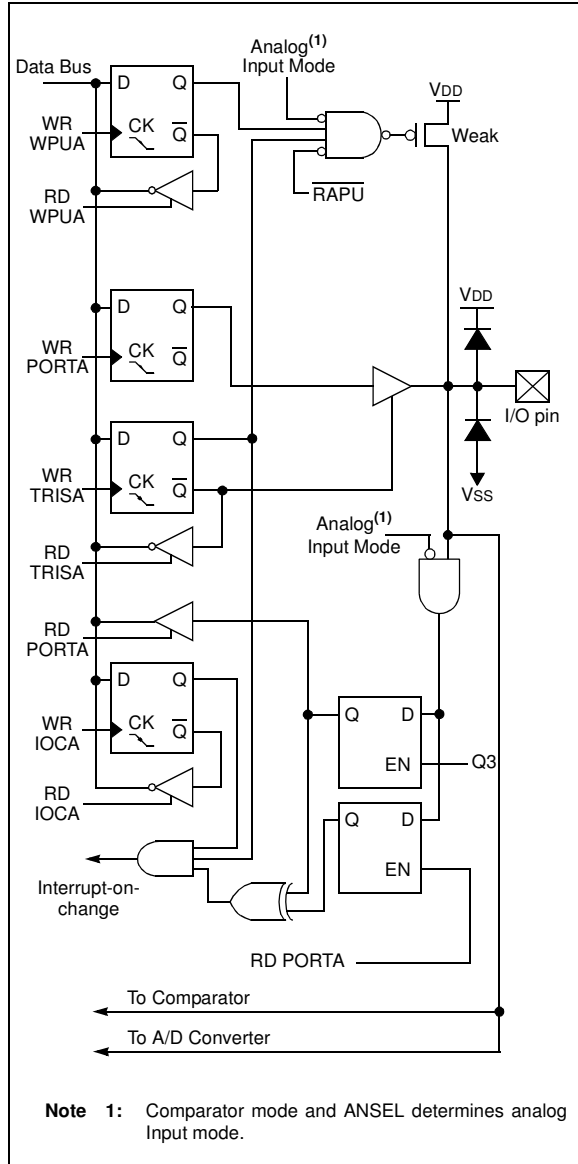 Analog(1)
Input Mode
Data Bus
D Q
VDD
WR
WPUA
CK Q
Weak
RD
WPUA
RAPU
D Q
VDD
WR
PORTA
CK Q
I/O pin
D Q
WR
TRISA
CK Q
VSS
Analog(1)
Input Mode
RD
TRISA
RD
PORTA
D Q
WR
IOCA
CK Q
Q D
EN
Q3
RD
IOCA
Q D
EN
Interrupt-on-
change
RD PORTA
To Comparator
To A/D Converter
Note 1: Comparator mode and ANSEL determines analog
Input mode.